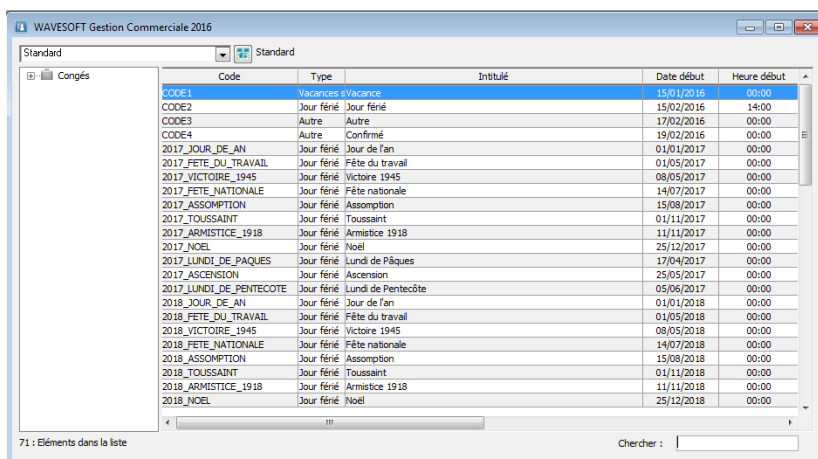 WAVESOFT Gestion Commerciale 2016
Standard Standard
Congés
Code Type Intitulé Date début Heure début
CODE1 Vacances s Vacance 15/01/2016 00:00
CODE2 Jour férié Jour férié 15/02/2016 14:00
CODE3 Autre Autre 17/02/2016 00:00
CODE4 Autre Confirmé 19/02/2016 00:00
2017_JOUR_DE_AN Jour férié Jour de l'an 01/01/2017 00:00
2017_FETE_DU_TRAVAIL Jour férié Fête du travail 01/05/2017 00:00
2017_VICTOIRE_1945 Jour férié Victoire 1945 08/05/2017 00:00
2017_FETE_NATIONALE Jour férié Fête nationale 14/07/2017 00:00
2017_ASSOMPTION Jour férié Assomption 15/08/2017 00:00
2017_TOUSSAINT Jour férié Toussaint 01/11/2017 00:00
2017_ARMISTICE_1918 Jour férié Armistice 1918 11/11/2017 00:00
2017_NOEL Jour férié Noël 25/12/2017 00:00
2017_LUNDI_DE_PAQUES Jour férié Lundi de Pâques 17/04/2017 00:00
2017_ASCENSION Jour férié Ascension 25/05/2017 00:00
2017_LUNDI_DE_PENTECOTE Jour férié Lundi de Pentecôte 05/06/2017 00:00
2018_JOUR_DE_AN Jour férié Jour de l'an 01/01/2018 00:00
2018_FETE_DU_TRAVAIL Jour férié Fête du travail 01/05/2018 00:00
2018_VICTOIRE_1945 Jour férié Victoire 1945 08/05/2018 00:00
2018_FETE_NATIONALE Jour férié Fête nationale 14/07/2018 00:00
2018_ASSOMPTION Jour férié Assomption 15/08/2018 00:00
2018_TOUSSAINT Jour férié Toussaint 01/11/2018 00:00
2018_ARMISTICE_1918 Jour férié Armistice 1918 11/11/2018 00:00
2018_NOEL Jour férié Noël 25/12/2018 00:00
71 : Eléments dans la liste Chercher :